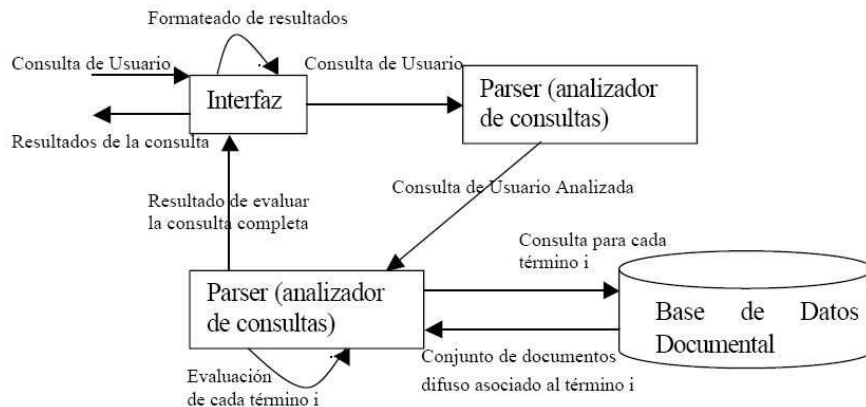 Formateado de resultados
Consulta de Usuario
Consulta de Usuario
Interfaz
Parser (analizador
de consultas)
Resultados de la consulta
Resultado de evaluar
la consulta completa
Consulta de Usuario Analizada
Consulta para cada
término i
Parser (analizador
de consultas)
Base de Datos
Documental
Conjunto de documentos
difuso asociado al término i
Evaluación
de cada término i